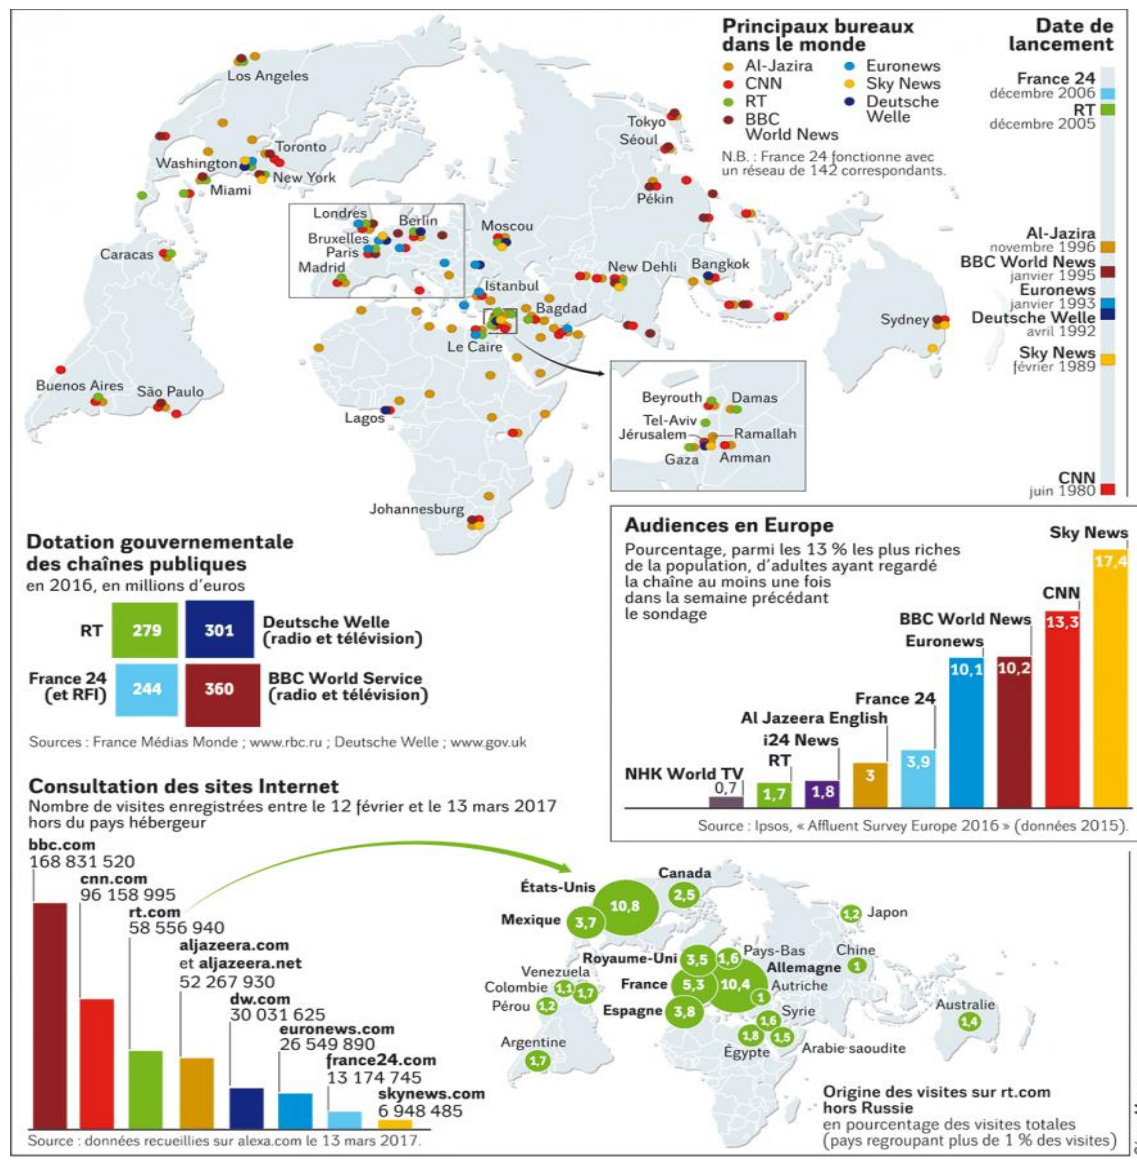 Principaux bureaux
dans le monde
Al-Jazira
CNN
RT
BBC
World News
Euronews
Sky News
Deutsche
Welle
N.B. : France 24 fonctionne avec
un réseau de 142 correspondants.
Date de
lancement
France 24
décembre 2006
RT
décembre 2005
Al-Jazira
novembre 1996
BBC World News
janvier 1995
Euronews
janvier 1993
Deutsche Welle
avril 1992
Sky News
février 1989
CNN
juin 1980
Los Angeles
Toronto
Washington
New York
Miami
Caracas
Buenos Aires
São Paulo
Londres
Berlin
Bruxelles
Paris
Madrid
Moscou
Istanbul
Bagdad
Le Caire
Lagos
Johannesburg
Tokyo
Séoul
Pékin
New Dehli
Bangkok
Sydney
Beyrouth
Damas
Tel-Aviv
Jérusalem
Ramallah
Gaza
Amman
Dotation gouvernementale
des chaînes publiques
en 2016, en millions d'euros
RT
279
301
Deutsche Welle
(radio et télévision)
France 24
(et RFI)
244
360
BBC World Service
(radio et télévision)
Sources : France Médias Monde ; www.rbc.ru ; Deutsche Welle ; www.gov.uk
Audiences en Europe
Pourcentage, parmi les 13 % les plus riches
de la population, d'adultes ayant regardé
la chaîne au moins une fois
dans la semaine précédant
le sondage
NHK World TV
0,7
RT
1,7
i24 News
1,8
Al Jazeera English
3
France 24
3,9
Euronews
10,1
BBC World News
10,2
CNN
13,3
Sky News
17,4
Source : Ipsos, « Affluent Survey Europe 2016 » (données 2015).
Consultation des sites Internet
Nombre de visites enregistrées entre le 12 février et le 13 mars 2017
hors du pays hébergeur
bbc.com
168 831 520
cnn.com
96 158 995
rt.com
58 556 940
aljazeera.com
et aljazeera.net
52 267 930
dw.com
30 031 625
euronews.com
26 549 890
france24.com
13 174 745
skynews.com
6 948 485
Source : données recueillies sur alexa.com le 13 mars 2017.
Canada
2,5
États-Unis
10,8
Mexique
3,7
Japon
1,2
Royaume-Uni
3,5
Pays-Bas
1,6
Chine
1
Allemagne
10,4
France
5,3
Autriche
1
Espagne
3,8
Venezuela
1,7
Colombie
1,1
Pérou
1,2
Argentine
1,7
Syrie
1,6
Égypte
1,8
Arabie saoudite
1,5
Australie
1,4
Origine des visites sur rt.com
hors Russie
en pourcentage des visites totales
(pays regroupant plus de 1 % des visites)